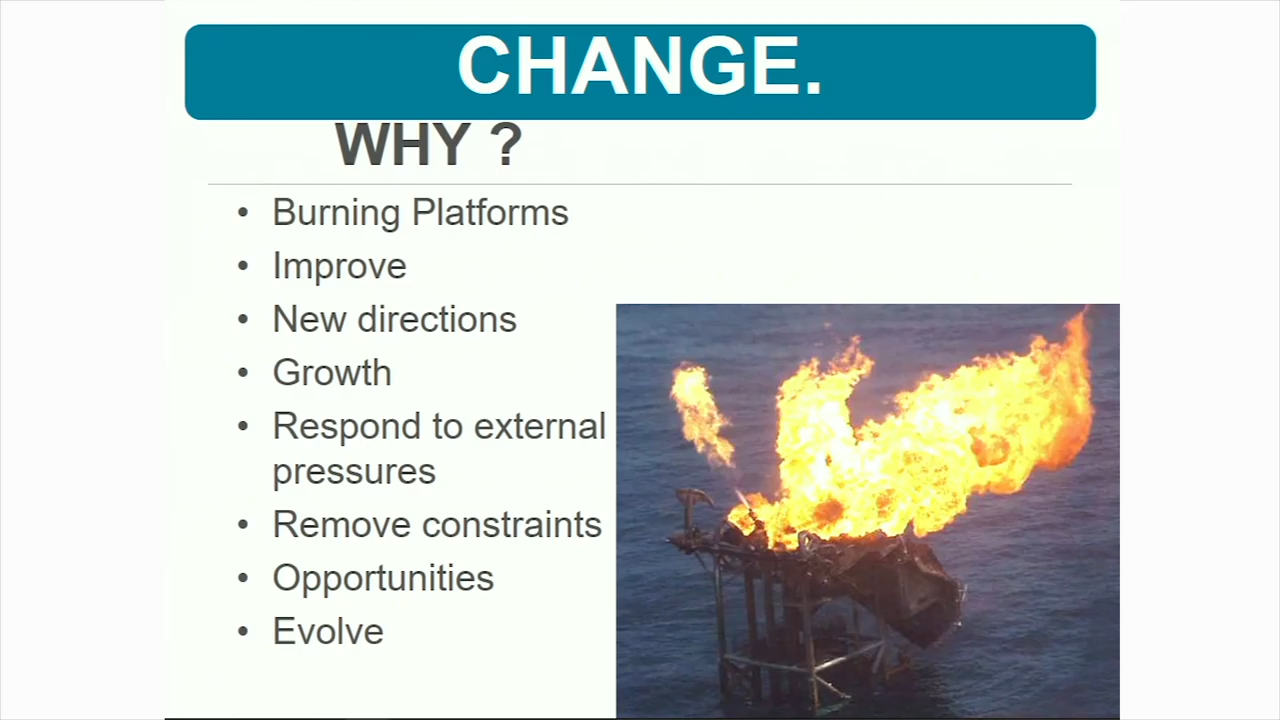 CHANGE.
WHY ?
• Burning Platforms
• Improve
• New directions
• Growth
• Respond to external
pressures
• Remove constraints
• Opportunities
• Evolve